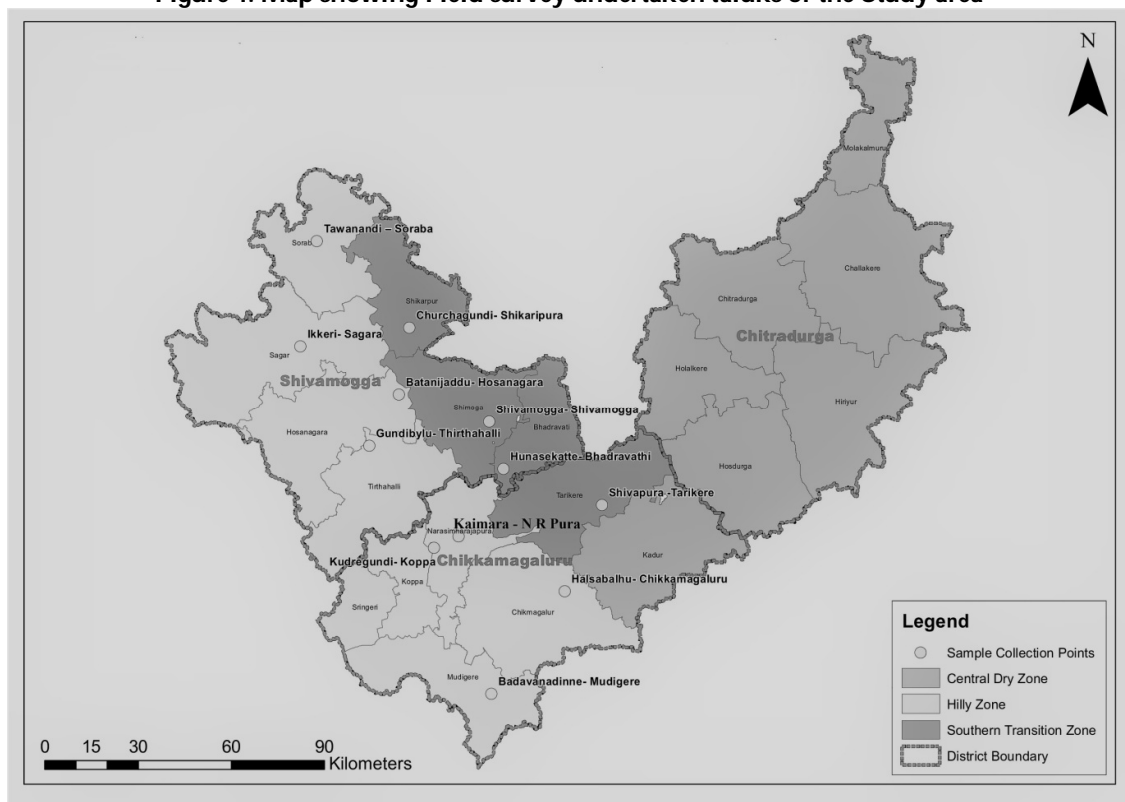 Figure 1. Map showing Field survey undertaken taluks of the Study area
N
Molakalmuru
Tawanandi – Soraba
Sorab
Challakere
Shikarpur
Chitradurga
Churchagundi- Shikaripura
Ikkeri- Sagara
Chitradurga
Sagar
Holalkere
Shivamogga
Batanijaddu- Hosanagara
Hiriyur
Shimoga
Shivamogga- Shivamogga
Bhadravati
Hosanagara
Gundibylu- Thirthahalli
Hunasekatte- Bhadravathi
Hosdurga
Tirthahalli
Tarikere
Shivapura -Tarikere
Kaimara - N R Pura
Narasimharajapura
Kadur
Kudregundi- Koppa
Chikkamagaluru
Koppa
Halsabalhu- Chikkamagaluru
Sringeri
Chikmagalur
Mudigere
Badavanadinne- Mudigere
Legend
Sample Collection Points
Central Dry Zone
Hilly Zone
Southern Transition Zone
District Boundary
0 15 30 60 90
Kilometers